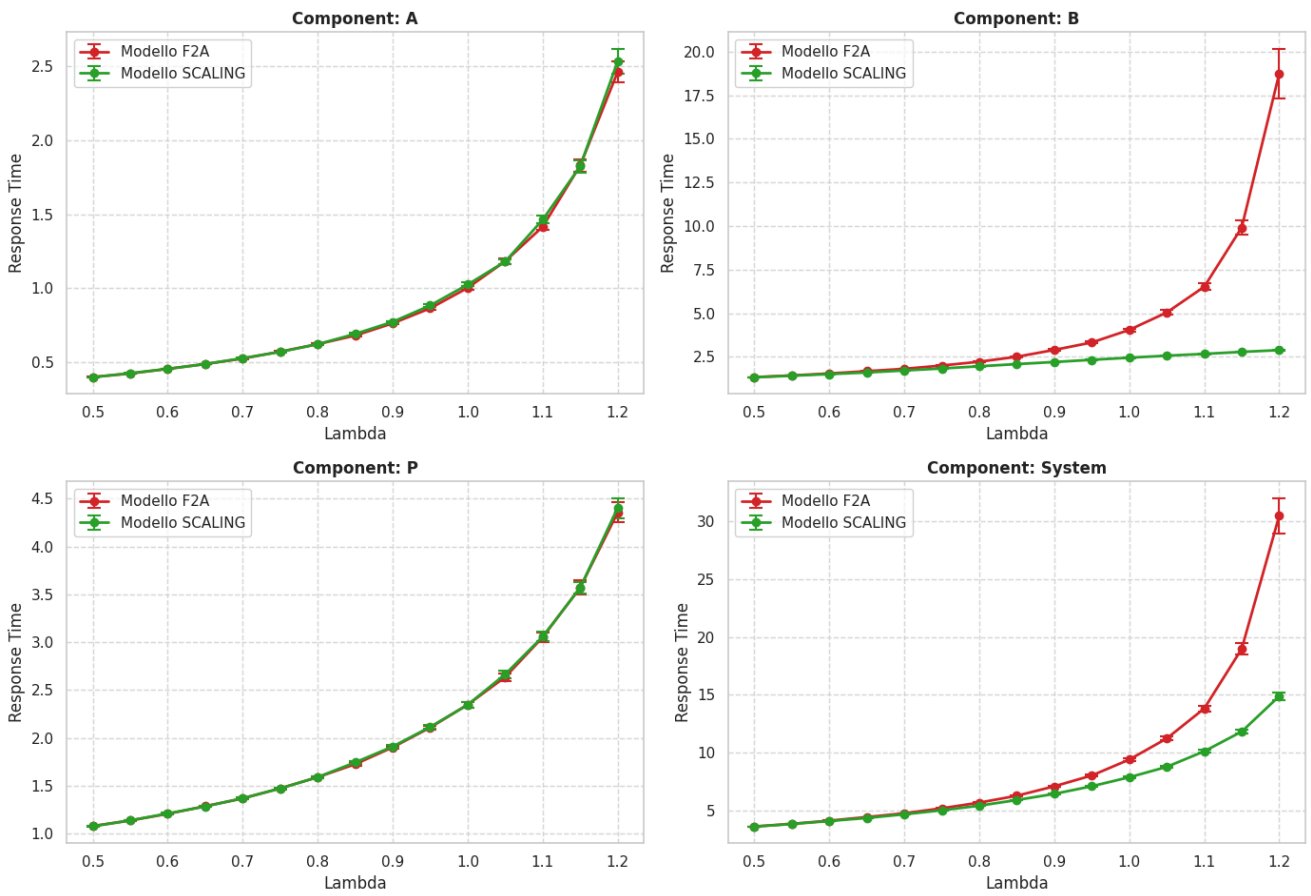 Component: A
Modello F2A
Modello SCALING
Response Time
2.5
2.0
1.5
1.0
0.5
0.5 0.6 0.7 0.8 0.9 1.0 1.1 1.2
Lambda
Component: B
Modello F2A
Modello SCALING
Response Time
20.0
17.5
15.0
12.5
10.0
7.5
5.0
2.5
0.5 0.6 0.7 0.8 0.9 1.0 1.1 1.2
Lambda
Component: P
Modello F2A
Modello SCALING
Response Time
4.5
4.0
3.5
3.0
2.5
2.0
1.5
1.0
0.5 0.6 0.7 0.8 0.9 1.0 1.1 1.2
Lambda
Component: System
Modello F2A
Modello SCALING
Response Time
30
25
20
15
10
5
0.5 0.6 0.7 0.8 0.9 1.0 1.1 1.2
Lambda